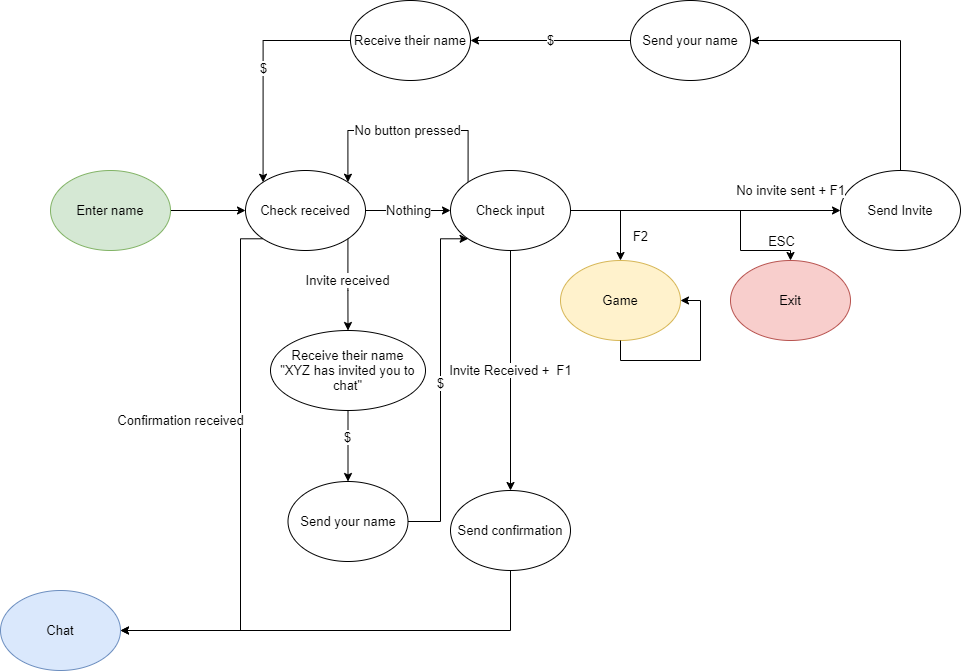 Receive their name
$
Send your name
$
No button pressed
No invite sent + F1
Enter name
Check received
Nothing
Check input
Send Invite
F2
ESC
Invite received
Game
Exit
Receive their name
"XYZ has invited you to
chat"
Invite Received +  F1
$
Confirmation received
$
Send your name
Send confirmation
Chat